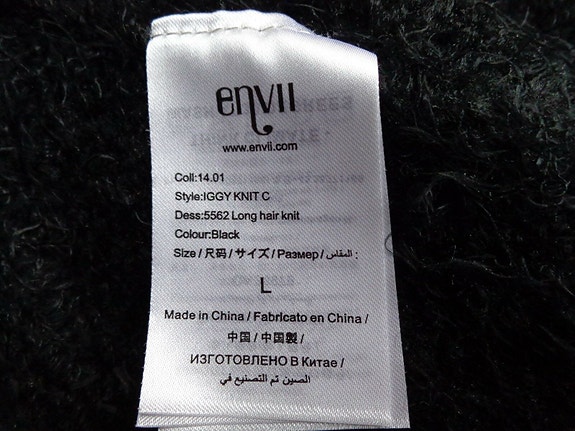 envii
www.envii.com
Coll:14.01
Style:IGGY KNIT C
Dess:5562 Long hair knit
Colour:Black
Size / 尺码 / サイズ / Размер / المقاس :
L
Made in China / Fabricato en China /
中国 / 中国製 /
ИЗГОТОВЛЕНО В Китае /
الصين تم التصنيع في